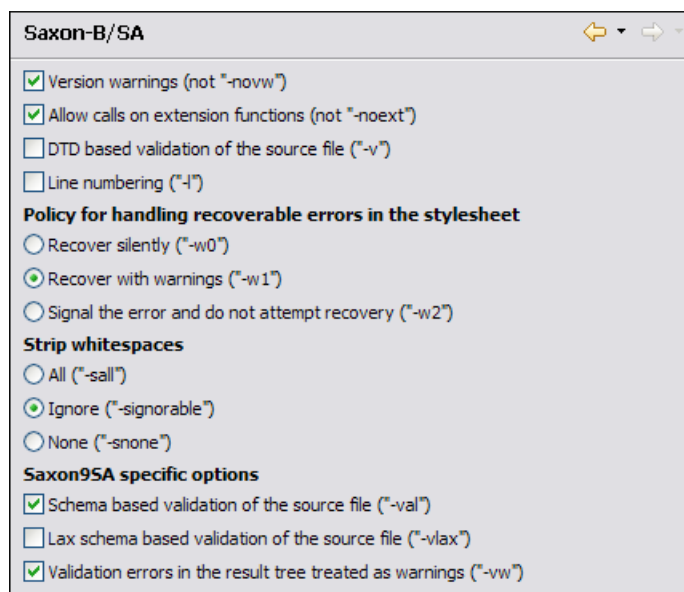 Saxon-B/SA
Version warnings (not "-novw")
Allow calls on extension functions (not "-noext")
DTD based validation of the source file ("-v")
Line numbering ("-l")
Policy for handling recoverable errors in the stylesheet
Recover silently ("-w0")
Recover with warnings ("-w1")
Signal the error and do not attempt recovery ("-w2")
Strip whitespaces
All ("-sall")
Ignore ("-signorable")
None ("-snone")
Saxon9SA specific options
Schema based validation of the source file ("-val")
Lax schema based validation of the source file ("-vlax")
Validation errors in the result tree treated as warnings ("-vw")